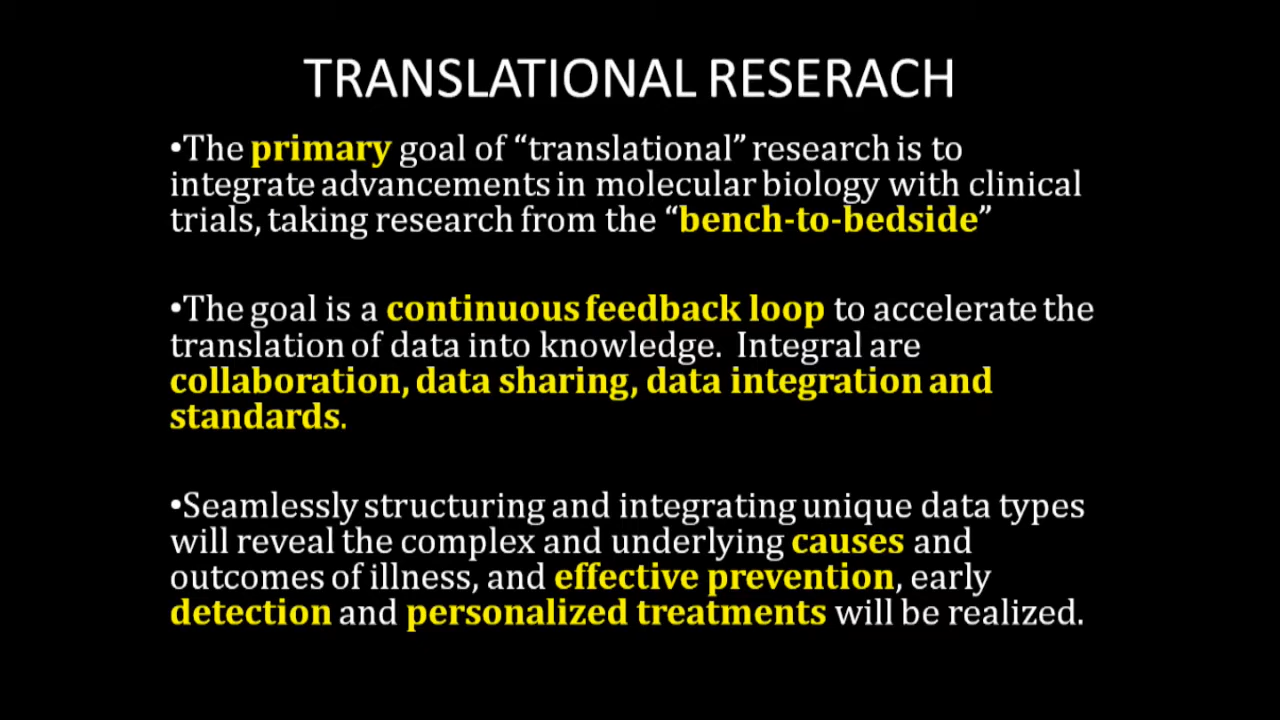 TRANSLATIONAL RESERACH
•The primary goal of “translational” research is to
integrate advancements in molecular biology with clinical
trials, taking research from the “bench-to-bedside”
•The goal is a continuous feedback loop to accelerate the
translation of data into knowledge.  Integral are
collaboration, data sharing, data integration and
standards.
•Seamlessly structuring and integrating unique data types
will reveal the complex and underlying causes and
outcomes of illness, and effective prevention, early
detection and personalized treatments will be realized.